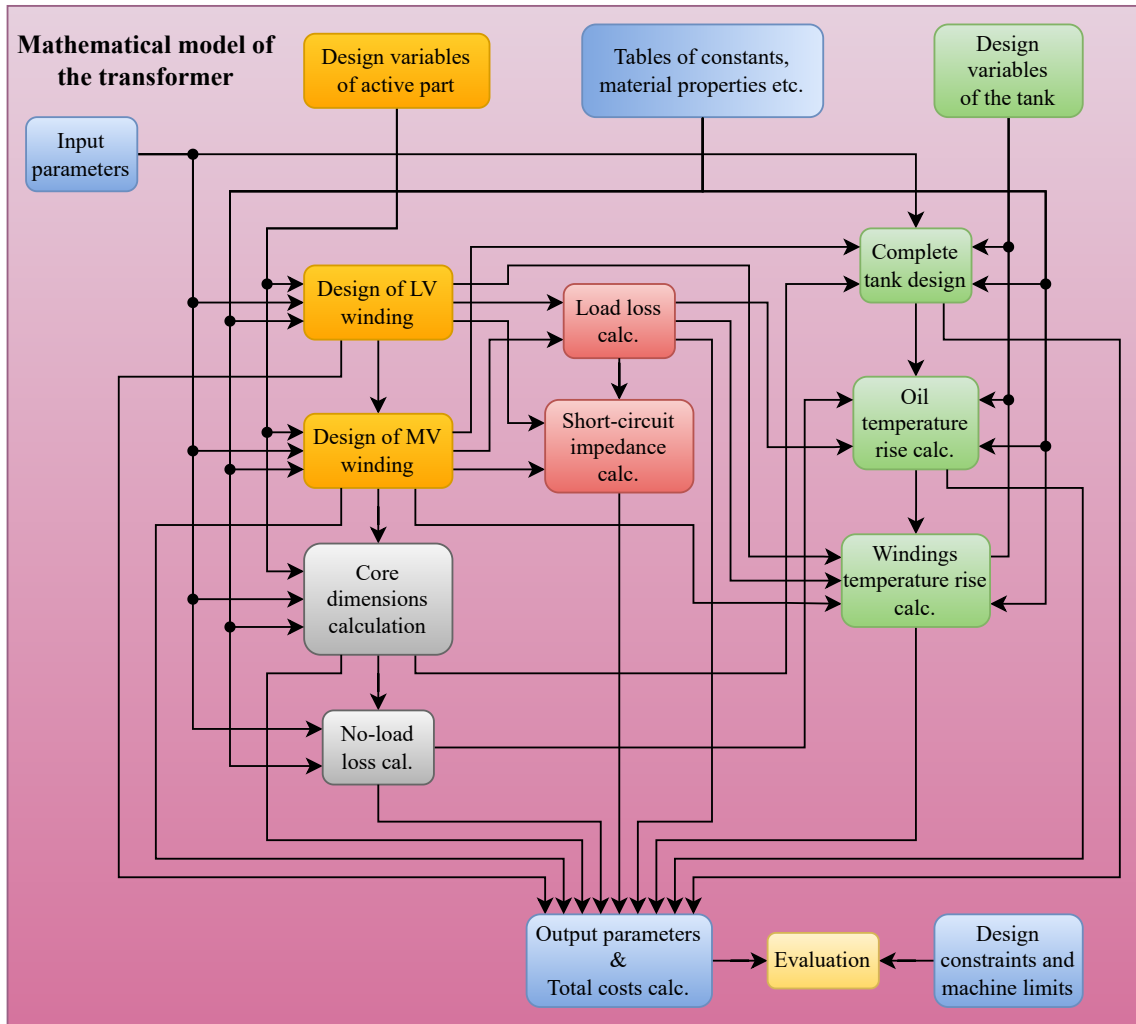 Mathematical model of
the transformer
Design variables
of active part
Tables of constants,
material properties etc.
Design
variables
of the tank
Input
parameters
Complete
tank design
Design of LV
winding
Load loss
calc.
Oil
temperature
rise calc.
Design of MV
winding
Short-circuit
impedance
calc.
Windings
temperature rise
calc.
Core
dimensions
calculation
No-load
loss cal.
Output parameters
&
Total costs calc.
Evaluation
Design
constraints and
machine limits